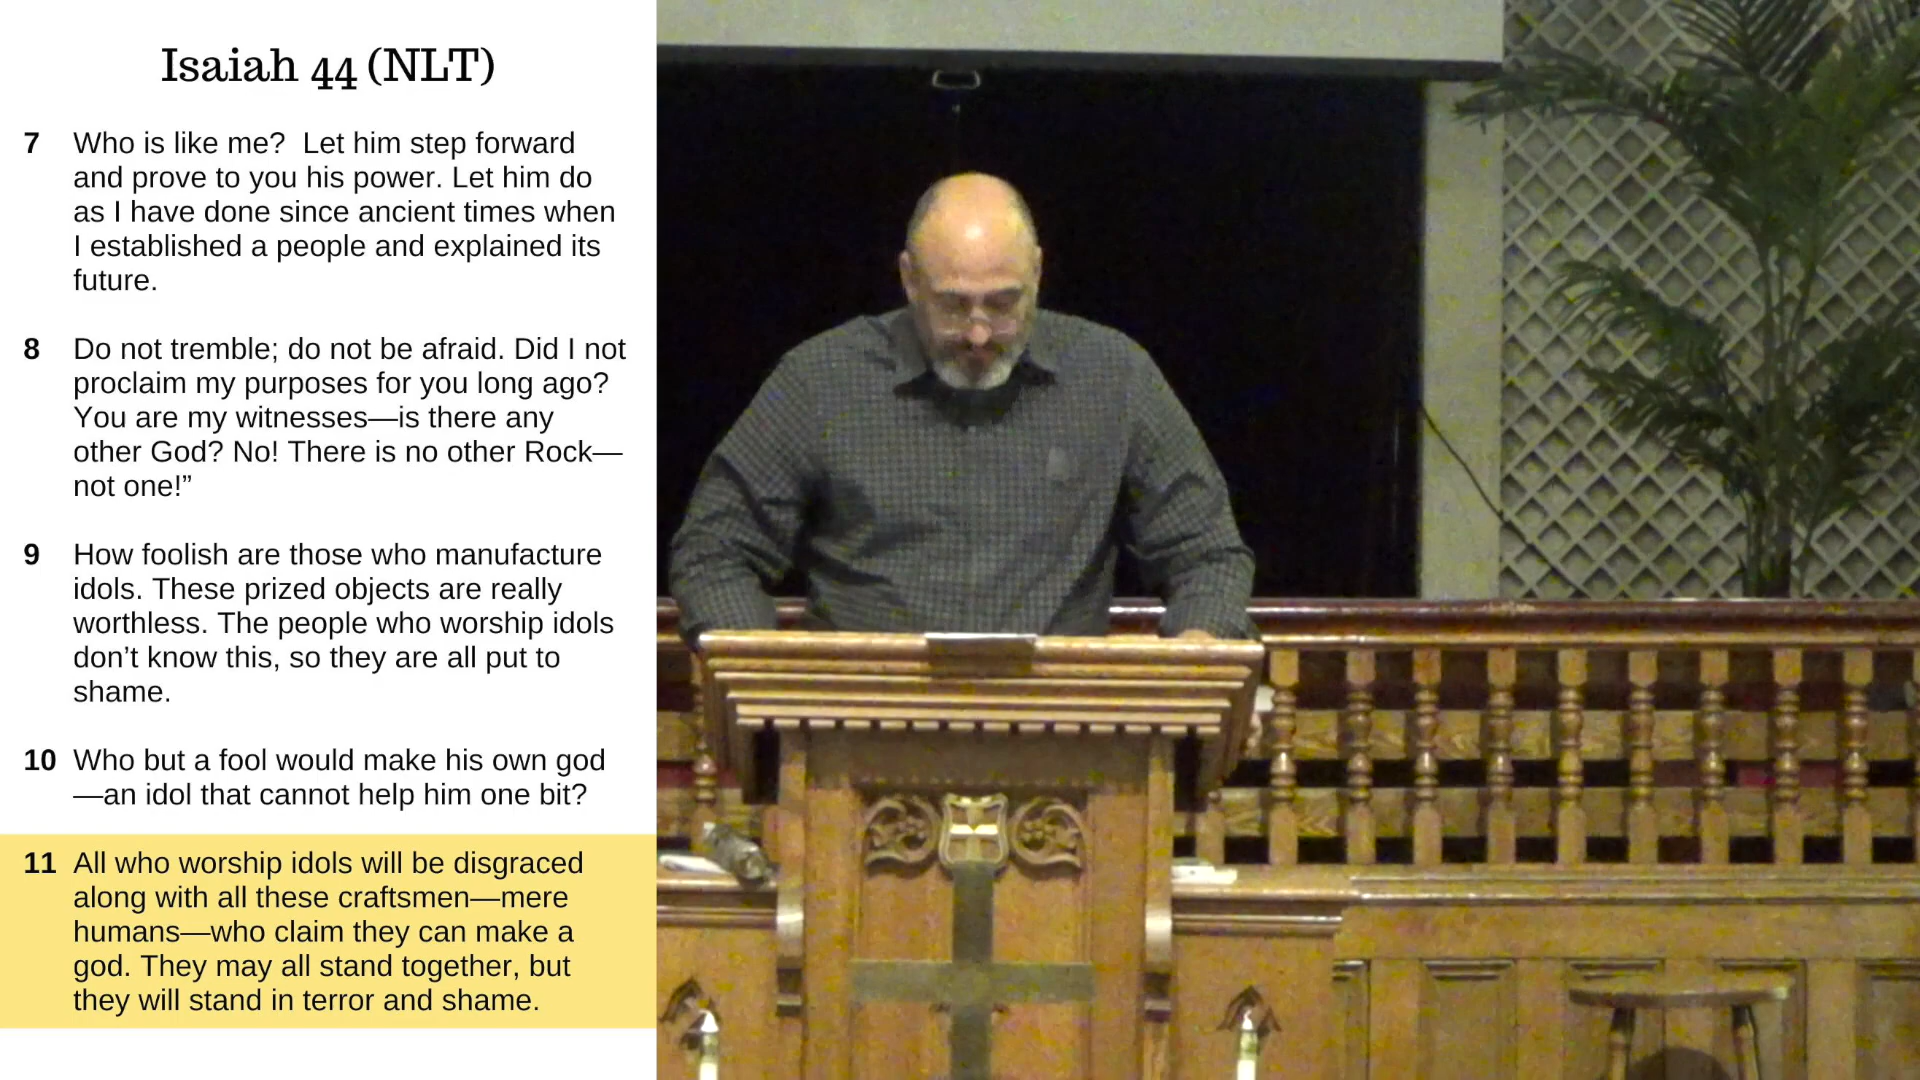 Isaiah 44 (NLT)
7 Who is like me?  Let him step forward
and prove to you his power. Let him do
as I have done since ancient times when
I established a people and explained its
future.
8 Do not tremble; do not be afraid. Did I not
proclaim my purposes for you long ago?
You are my witnesses—is there any
other God? No! There is no other Rock—
not one!”
9 How foolish are those who manufacture
idols. These prized objects are really
worthless. The people who worship idols
don’t know this, so they are all put to
shame.
10 Who but a fool would make his own god
—an idol that cannot help him one bit?
11 All who worship idols will be disgraced
along with all these craftsmen—mere
humans—who claim they can make a
god. They may all stand together, but
they will stand in terror and shame.